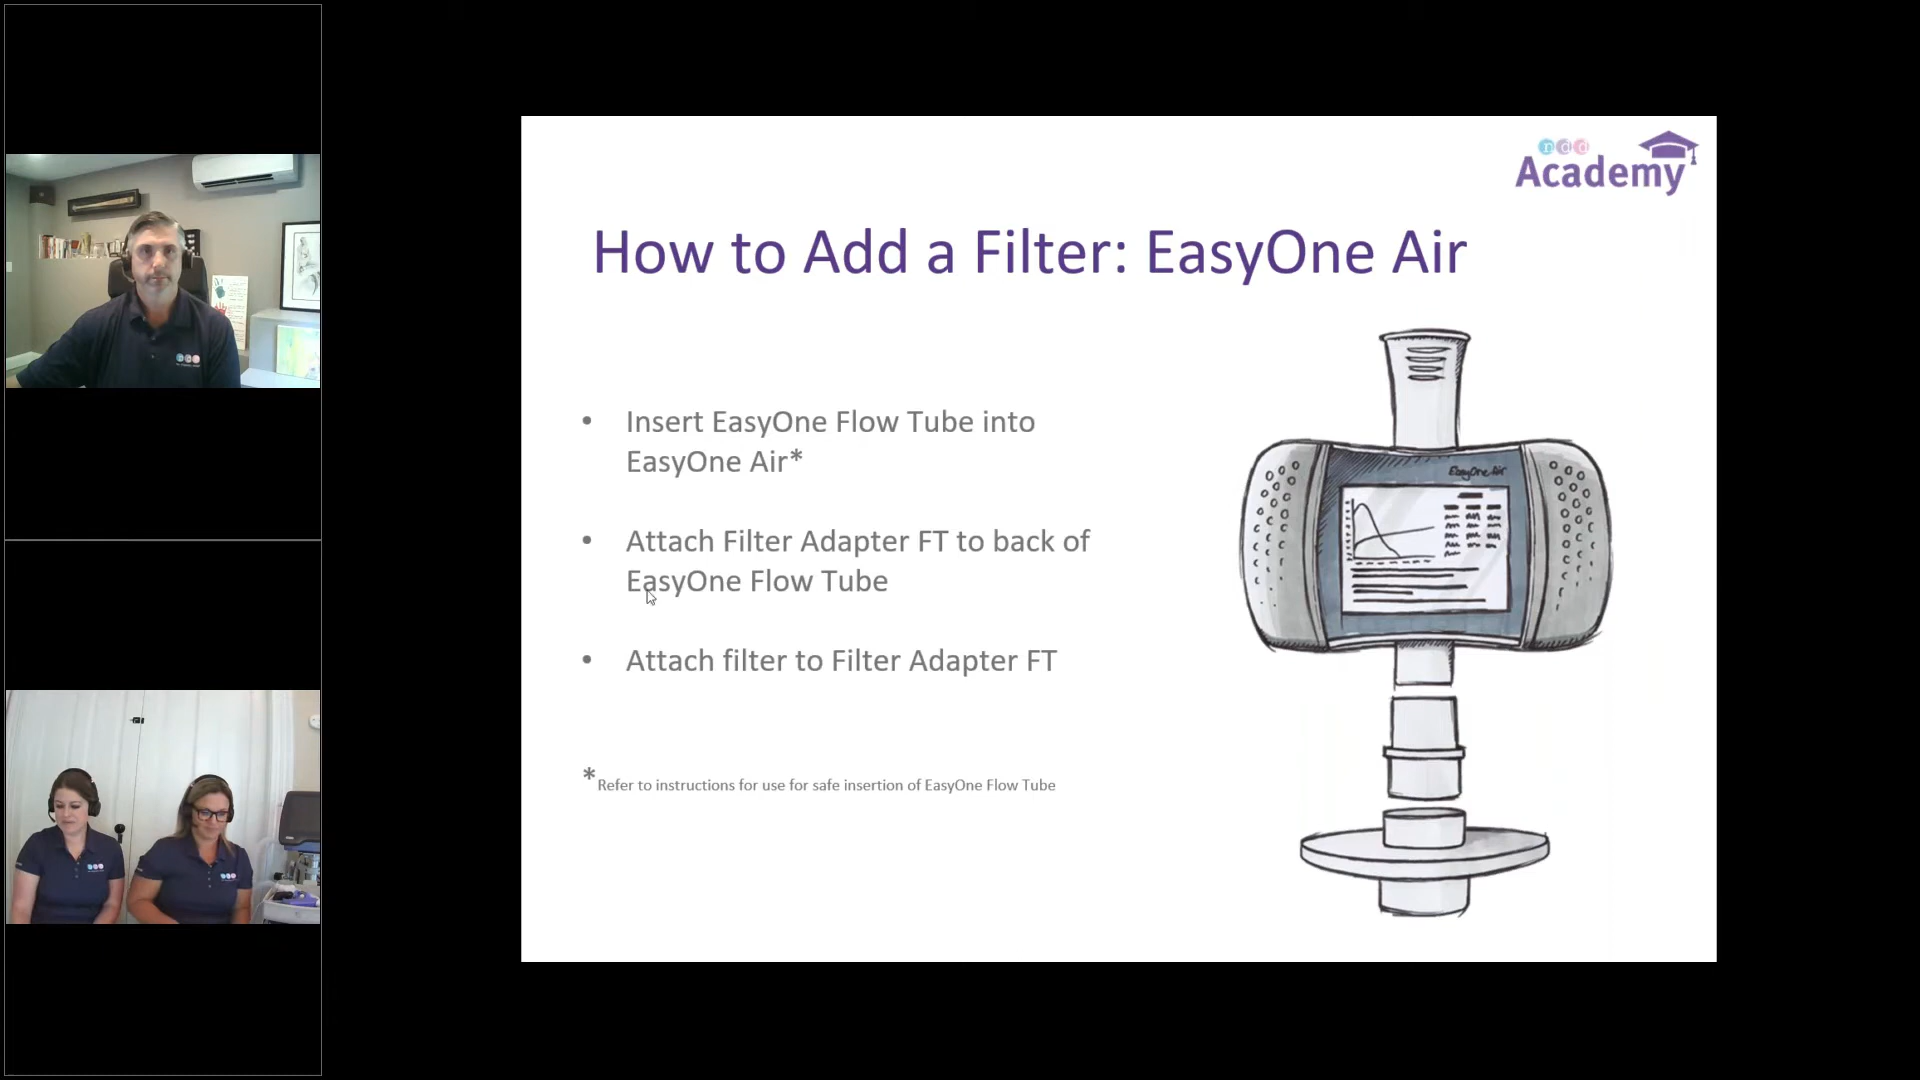 ndd
Academy
How to Add a Filter: EasyOne Air
• Insert EasyOne Flow Tube into
EasyOne Air*
• Attach Filter Adapter FT to back of
EasyOne Flow Tube
• Attach filter to Filter Adapter FT
*Refer to instructions for use for safe insertion of EasyOne Flow Tube
EasyOne Air